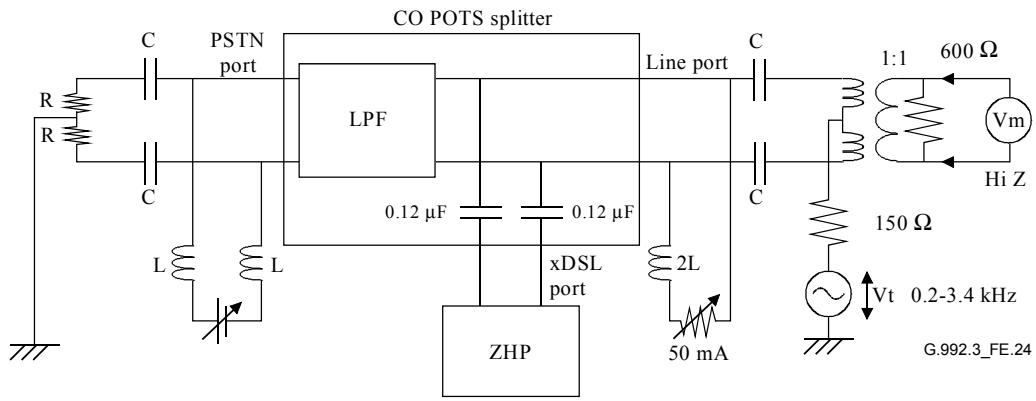 CO POTS splitter
C
PSTN
port
Line port
C
1:1
600 Ω
R
R
LPF
Vm
C
C
Hi Z
0.12 µF
0.12 µF
150 Ω
L
L
xDSL
port
2L
Vt
0.2-3.4 kHz
ZHP
50 mA
G.992.3_FE.24